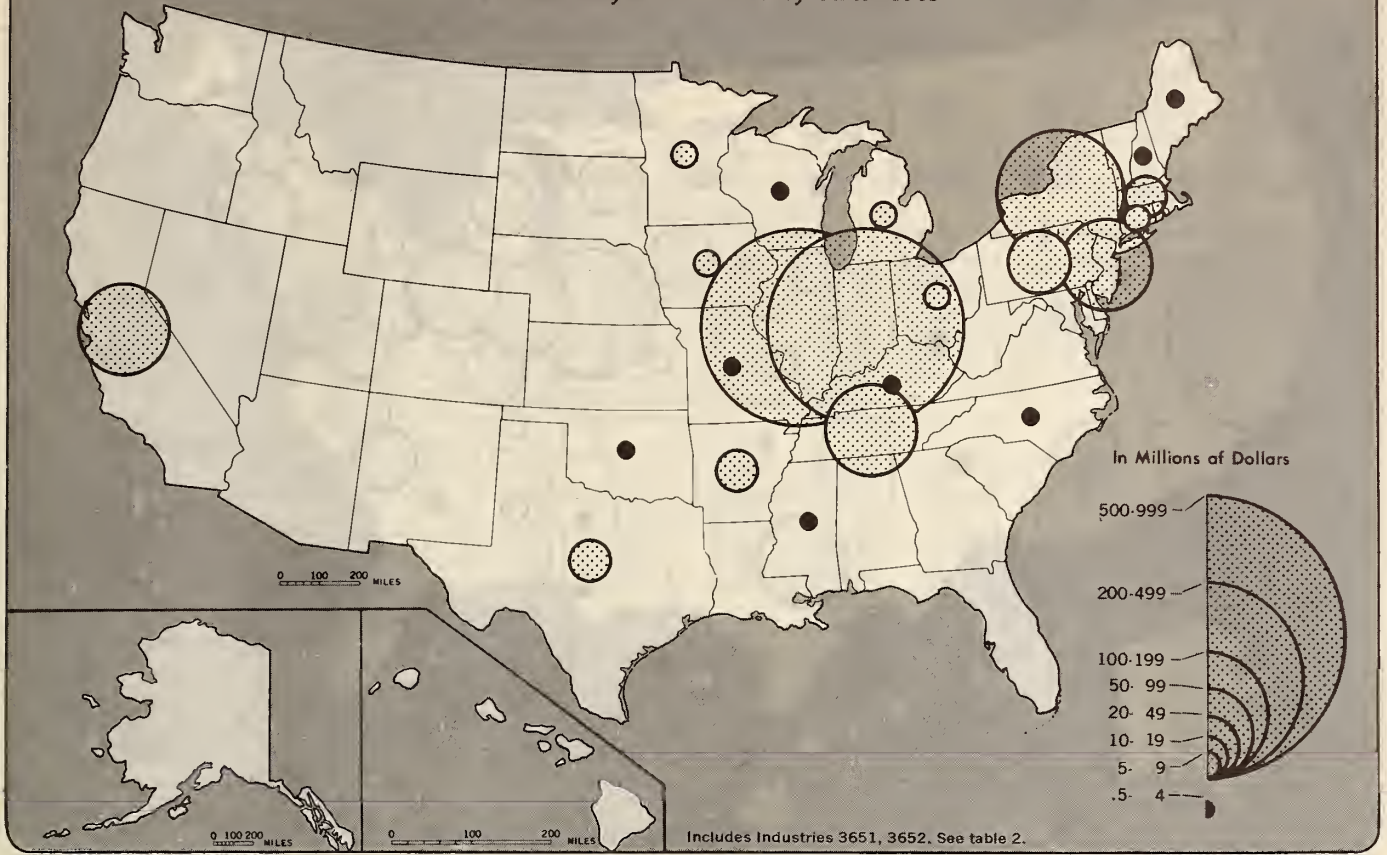 In Millions af Dollars
500-999
200-499
100-199
50- 99
20- 49
10- 19
5- 9
.5- 4
0 100 200 MILES
0 100 200 MILES
0 100 200 MILES
Includes Industries 3651, 3652. See table 2.